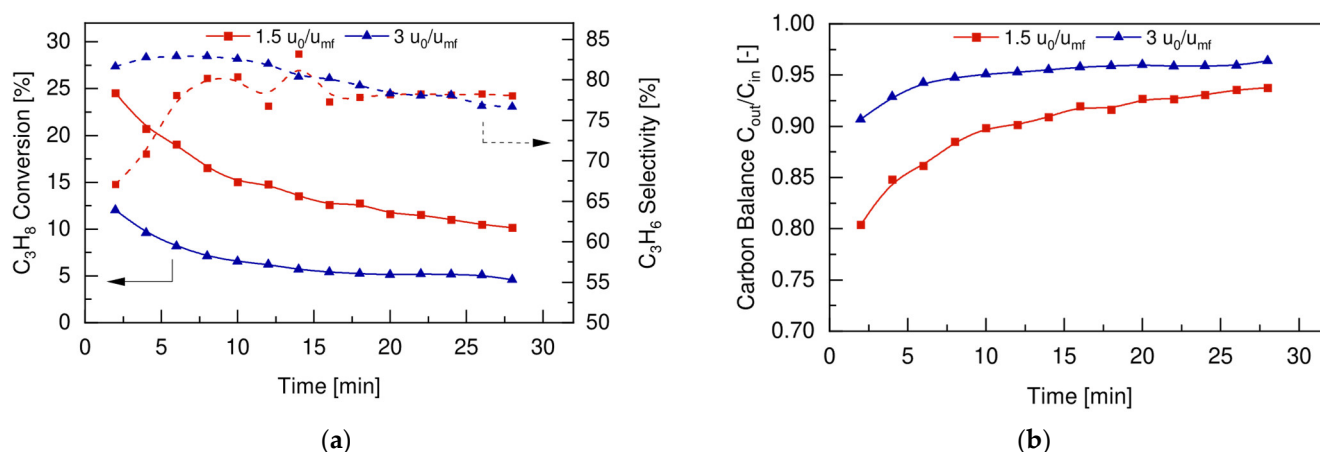 1.5 u0/umf 3 u0/umf
C3H8 Conversion [%]
30
25
20
15
10
5
0
C3H6 Selectivity [%]
85
80
75
70
65
60
55
50
0 5 10 15 20 25 30
Time [min]
(a)
1.5 u0/umf 3 u0/umf
Carbon Balance Cout/Cin [-]
1.00
0.95
0.90
0.85
0.80
0.75
0.70
0 5 10 15 20 25 30
Time [min]
(b)